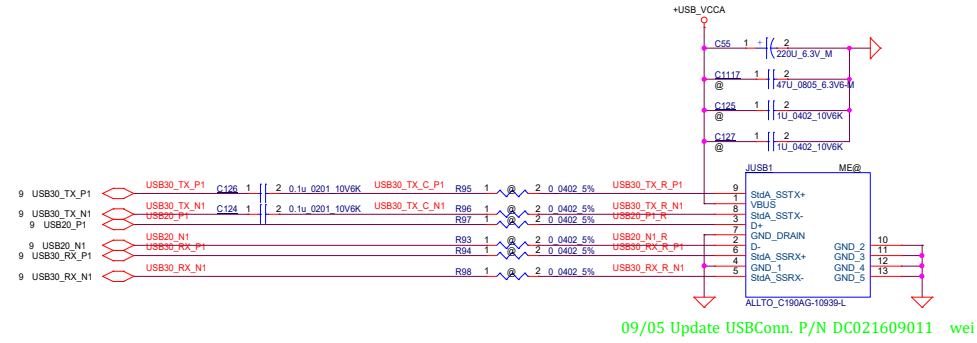 +USB_VCCA
C55 1 + 2
220U_6.3V_M
C1117 1 2
@ 47U_0805_6.3V6-M
C125 1 2
@ 1U_0402_10V6K
C127 1 2
@ 1U_0402_10V6K
JUSB1 ME@
9 USB30_TX_P1 USB30_TX_P1 C126 1 2 0.1u_0201_10V6K USB30_TX_C_P1 R95 1 @ 2 0_0402_5% USB30_TX_R_P1 9 StdA_SSTX+
1 VBUS
9 USB30_TX_N1 USB30_TX_N1 C124 1 2 0.1u_0201_10V6K USB30_TX_C_N1 R96 1 @ 2 0_0402_5% USB30_TX_R_N1 8 StdA_SSTX-
9 USB20_P1 USB20_P1 R97 1 @ 2 0_0402_5% USB20_P1_R 3 D+
7 GND_DRAIN
9 USB20_N1 USB20_N1 R93 1 @ 2 0_0402_5% USB20_N1_R 2 D- GND_2 10
9 USB30_RX_P1 USB30_RX_P1 R94 1 @ 2 0_0402_5% USB30_RX_R_P1 6 StdA_SSRX+ GND_3 11
4 GND_1 GND_4 12
9 USB30_RX_N1 USB30_RX_N1 R98 1 @ 2 0_0402_5% USB30_RX_R_N1 5 StdA_SSRX- GND_5 13
ALLTO_C190AG-10939-L
09/05 Update USBConn. P/N DC021609011 wei